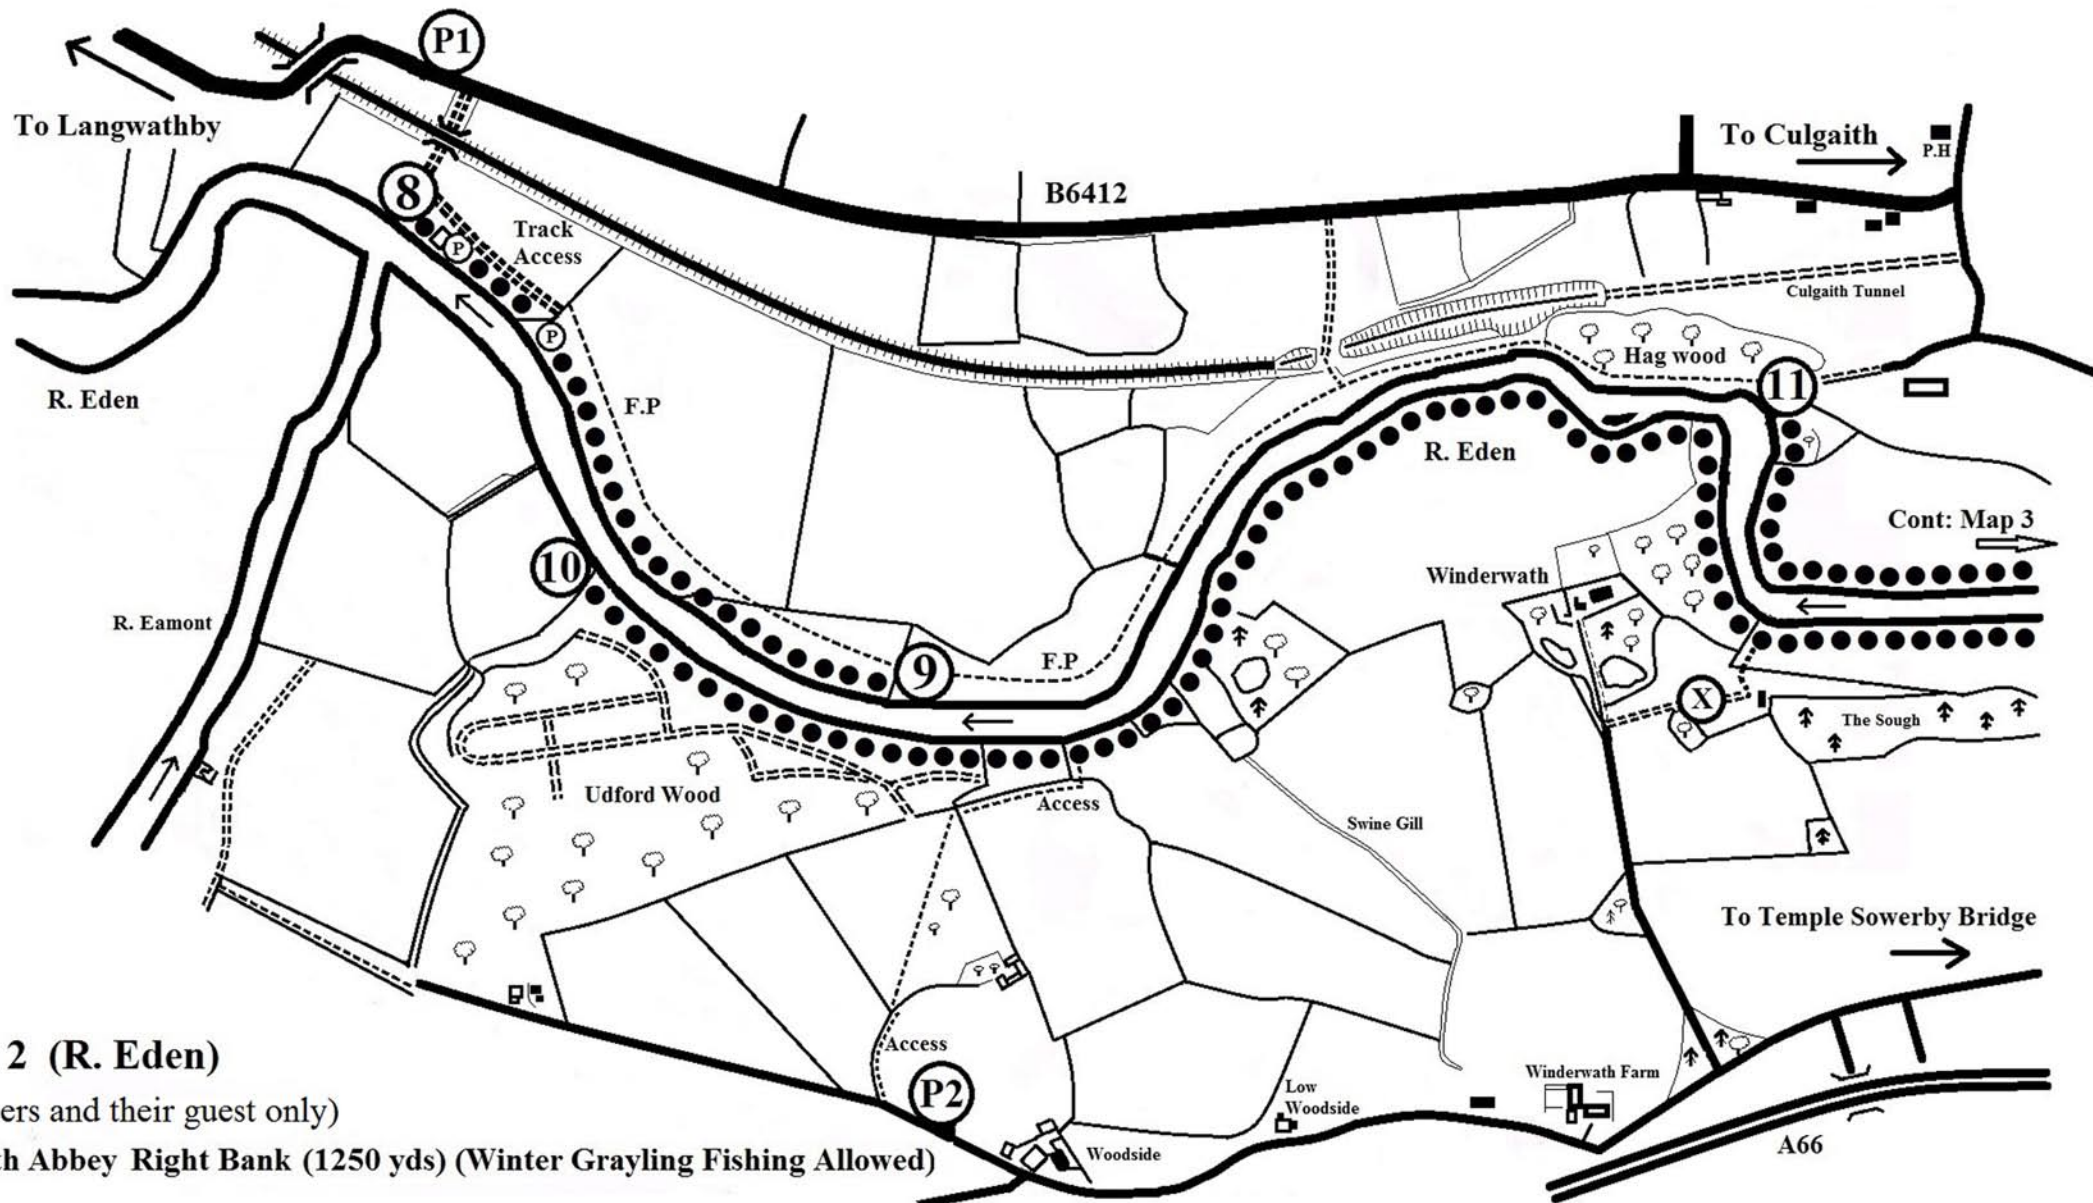 P1
To Langwathby
To Culgaith
P.H
8
B6412
Track
Access
P
P
Culgaith Tunnel
Hag wood
11
R. Eden
F.P
R. Eden
Cont: Map 3
10
Winderwath
R. Eamont
9
F.P
X
The Sough
Udford Wood
Access
Swine Gill
To Temple Sowerby Bridge
Access
2 (R. Eden)
P2
Low
Woodside
Winderwath Farm
ers and their guest only)
th Abbey Right Bank (1250 yds) (Winter Grayling Fishing Allowed)
Woodside
A66